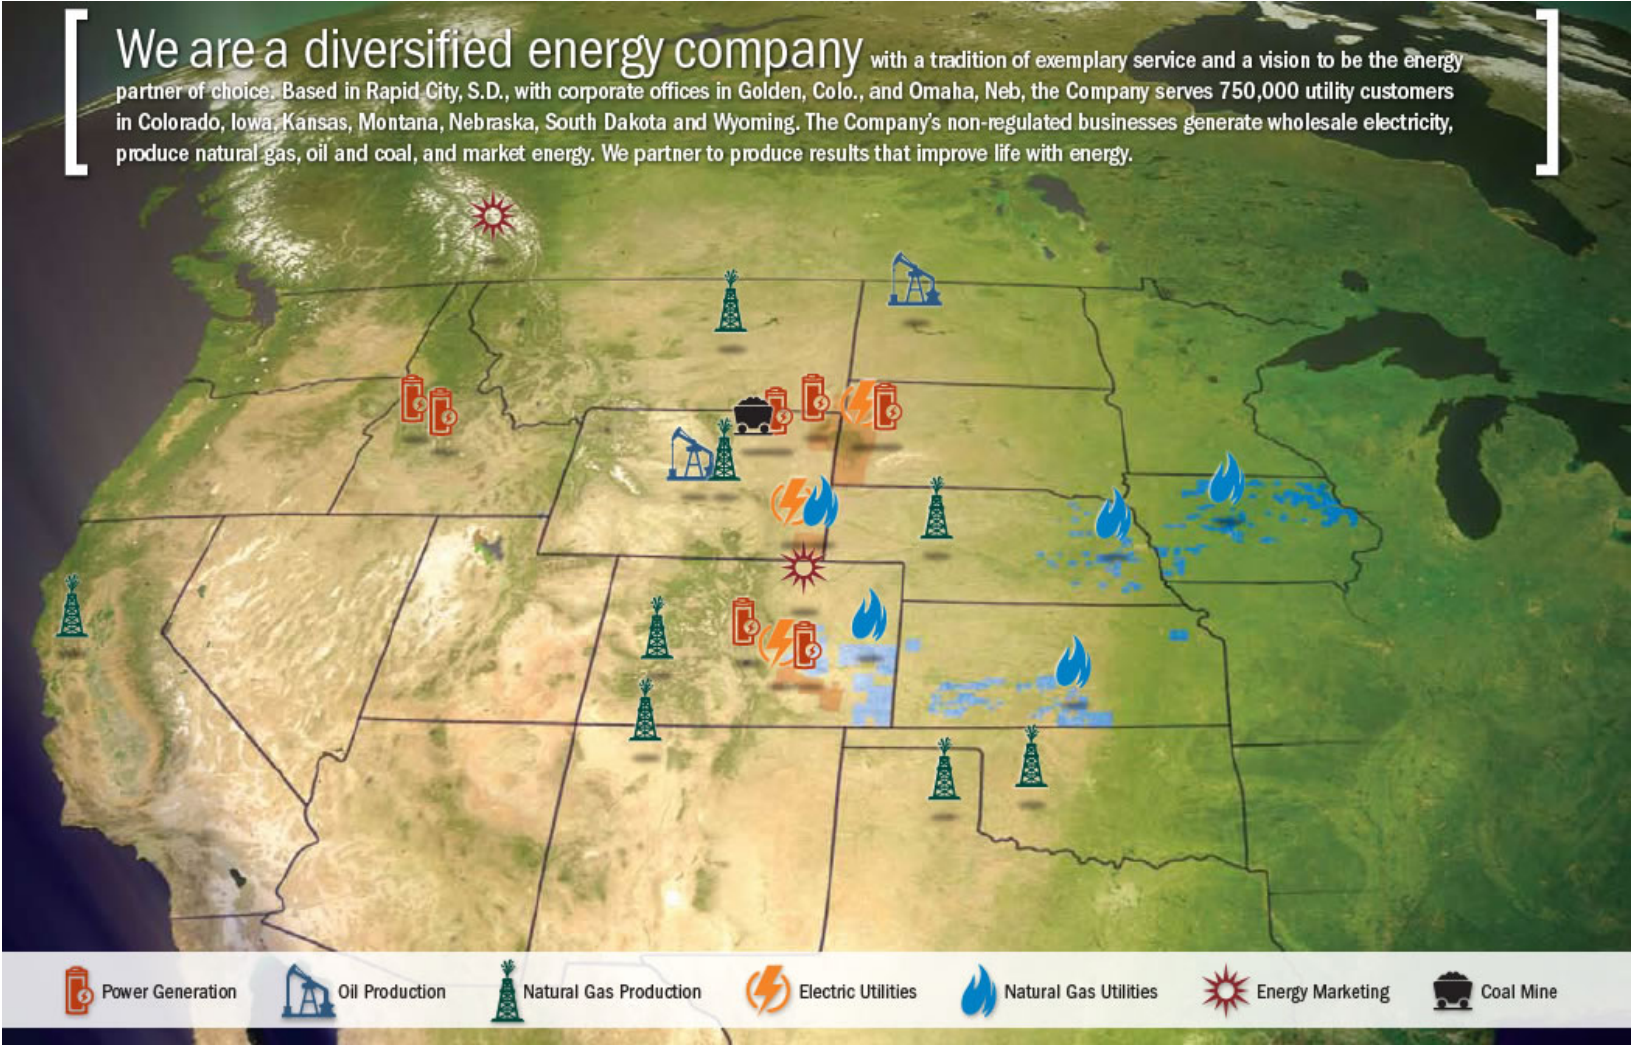 We are a diversified energy company with a tradition of exemplary service and a vision to be the energy
partner of choice. Based in Rapid City, S.D., with corporate offices in Golden, Colo., and Omaha, Neb, the Company serves 750,000 utility customers
in Colorado, Iowa, Kansas, Montana, Nebraska, South Dakota and Wyoming. The Company's non-regulated businesses generate wholesale electricity,
produce natural gas, oil and coal, and market energy. We partner to produce results that improve life with energy.
Power Generation
Oil Production
Natural Gas Production
Electric Utilities
Natural Gas Utilities
Energy Marketing
Coal Mine